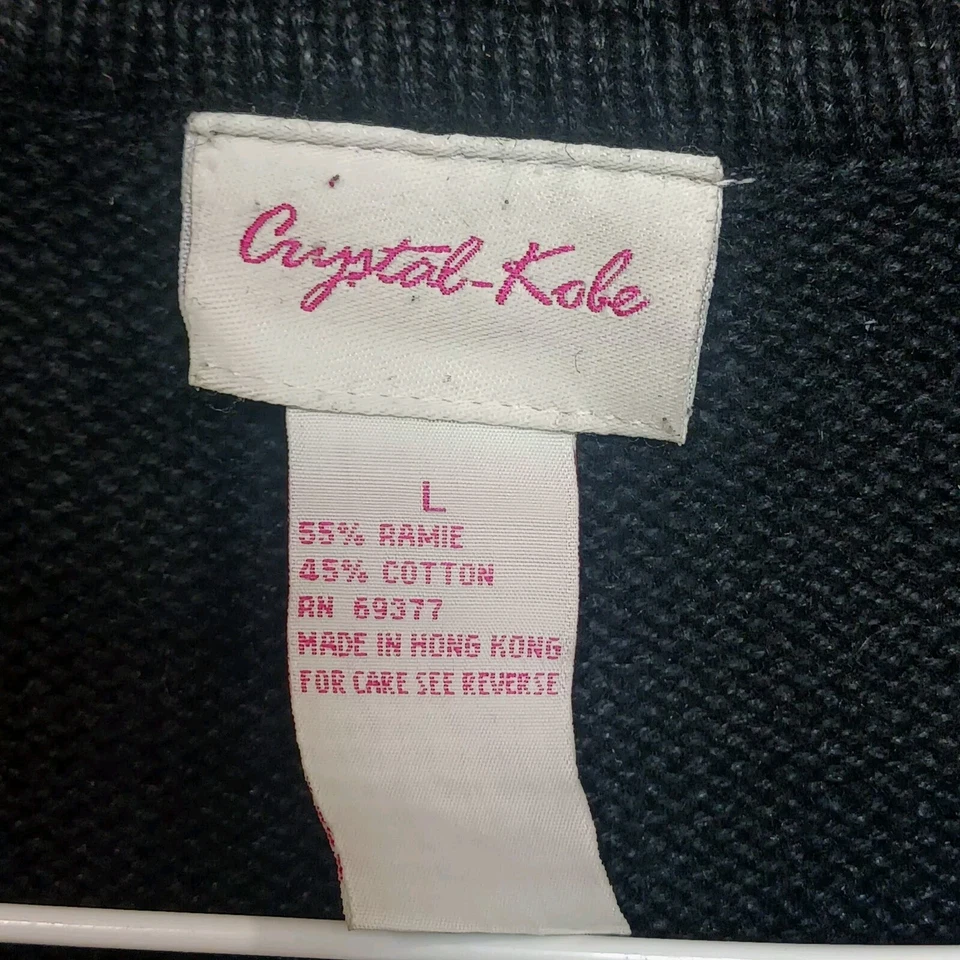 Crystal-Kobe
L
55% RAMIE
45% COTTON
RN 69377
MADE IN HONG KONG
FOR CARE SEE REVERSE